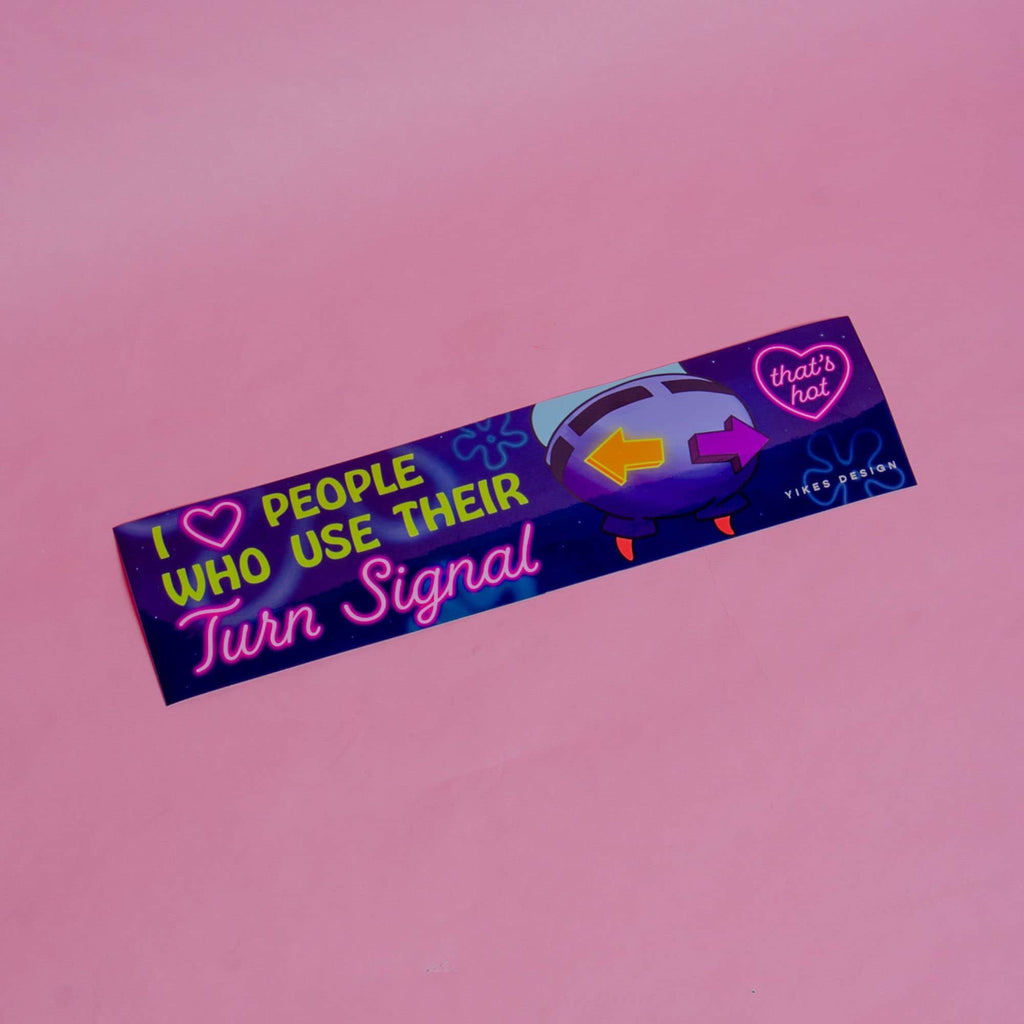 I ♡ PEOPLE
WHO USE THEIR
Turn Signal
that's
hot
YIKES DESIGN